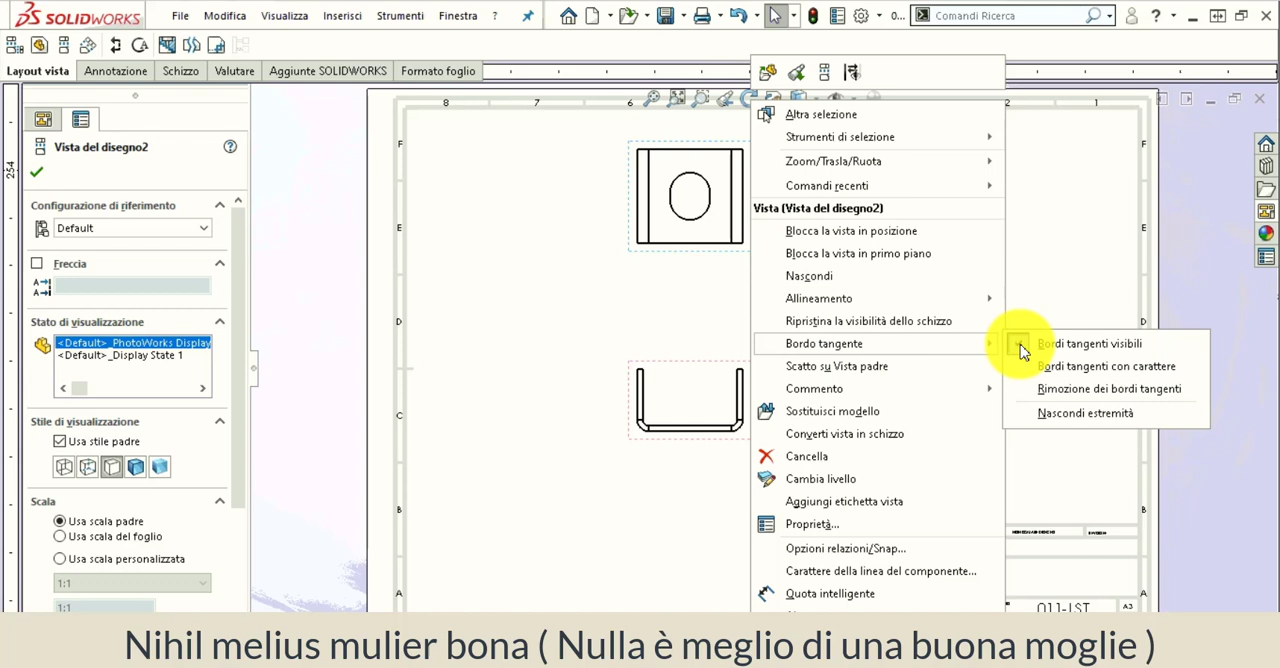 SOLIDWORKS
File Modifica Visualizza Inserisci Strumenti Finestra ?
0...
Comandi Ricerca
Layout vista Annotazione Schizzo Valutare Aggiunte SOLIDWORKS Formato foglio
Vista del disegno2
Configurazione di riferimento
Default
Freccia
Stato di visualizzazione
<Default>_PhotoWorks Display
<Default>_Display State 1
Stile di visualizzazione
Usa stile padre
Scala
Usa scala padre
Usa scala del foglio
Usa scala personalizzata
1:1
1:1
254
8 7 6 2 1
F
E
D
C
B
A
F
E
D
C
B
A
Altra selezione
Strumenti di selezione
Zoom/Trasla/Ruota
Comandi recenti
Vista (Vista del disegno2)
Blocca la vista in posizione
Blocca la vista in primo piano
Nascondi
Allineamento
Ripristina la visibilità dello schizzo
Bordo tangente
Scatto su Vista padre
Commento
Sostituisci modello
Converti vista in schizzo
Cancella
Cambia livello
Aggiungi etichetta vista
Proprietà...
Opzioni relazioni/Snap...
Carattere della linea del componente...
Quota intelligente
Bordi tangenti visibili
Bordi tangenti con carattere
Rimozione dei bordi tangenti
Nascondi estremità
A3
Nihil melius mulier bona ( Nulla è meglio di una buona moglie )